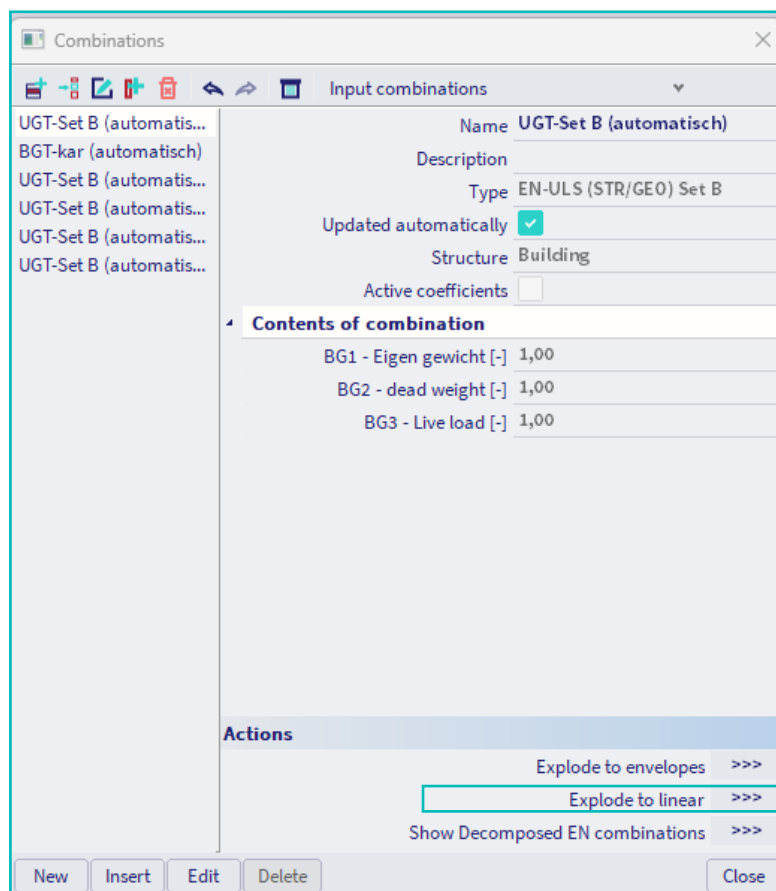 Combinations
Input combinations
UGT-Set B (automatis...
BGT-kar (automatisch)
UGT-Set B (automatis...
UGT-Set B (automatis...
UGT-Set B (automatis...
UGT-Set B (automatis...
Name UGT-Set B (automatisch)
Description
Type EN-ULS (STR/GEO) Set B
Updated automatically
Structure Building
Active coefficients
Contents of combination
BG1 - Eigen gewicht [-] 1,00
BG2 - dead weight [-] 1,00
BG3 - Live load [-] 1,00
Actions
Explode to envelopes >>>
Explode to linear >>>
Show Decomposed EN combinations >>>
New Insert Edit Delete Close